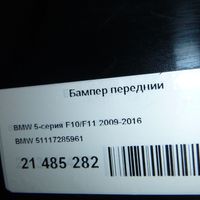 Бампер передний
BMW 5-серия F10/F11 2009-2016
BMW 51117285961
21 485 282